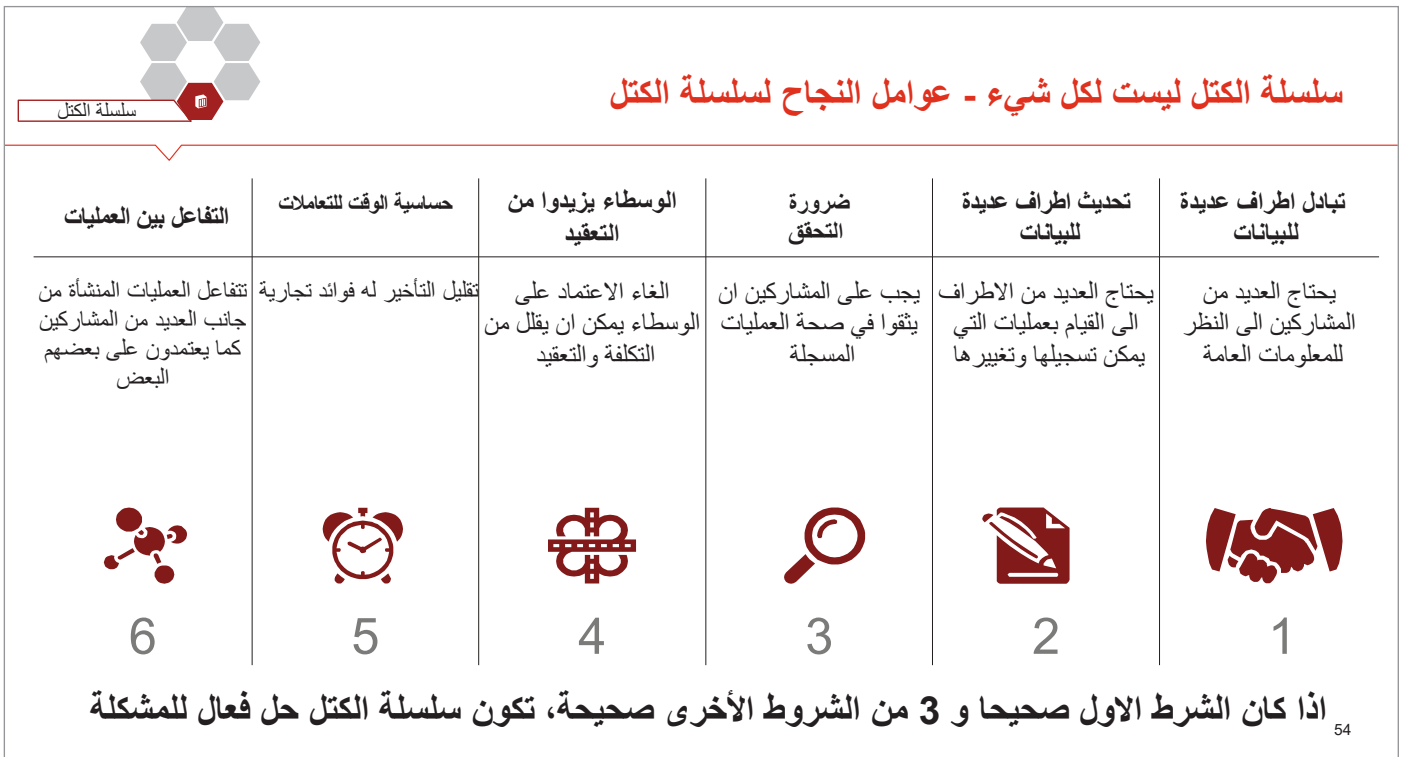 سلسلة الكتل
سلسلة الكتل ليست لكل شيء - عوامل النجاح لسلسلة الكتل
تبادل اطراف عديدة
للبيانات
يحتاج العديد من
المشاركين الى النظر
للمعلومات العامة
1
تحديث اطراف عديدة
للبيانات
يحتاج العديد من الاطراف
الى القيام بعمليات التي
يمكن تسجيلها وتغييرها
2
ضرورة
التحقق
يجب على المشاركين ان
يثقوا في صحة العمليات
المسجلة
3
الوسطاء يزيدوا من
التعقيد
الغاء الاعتماد على
الوسطاء يمكن ان يقلل من
التكلفة والتعقيد
4
حساسية الوقت للتعاملات
تقليل التأخير له فوائد تجارية
5
التفاعل بين العمليات
تتفاعل العمليات المنشأة من
جانب العديد من المشاركين
كما يعتمدون على بعضهم
البعض
6
اذا كان الشرط الاول صحيحا و 3 من الشروط الأخرى صحيحة، تكون سلسلة الكتل حل فعال للمشكلة
54